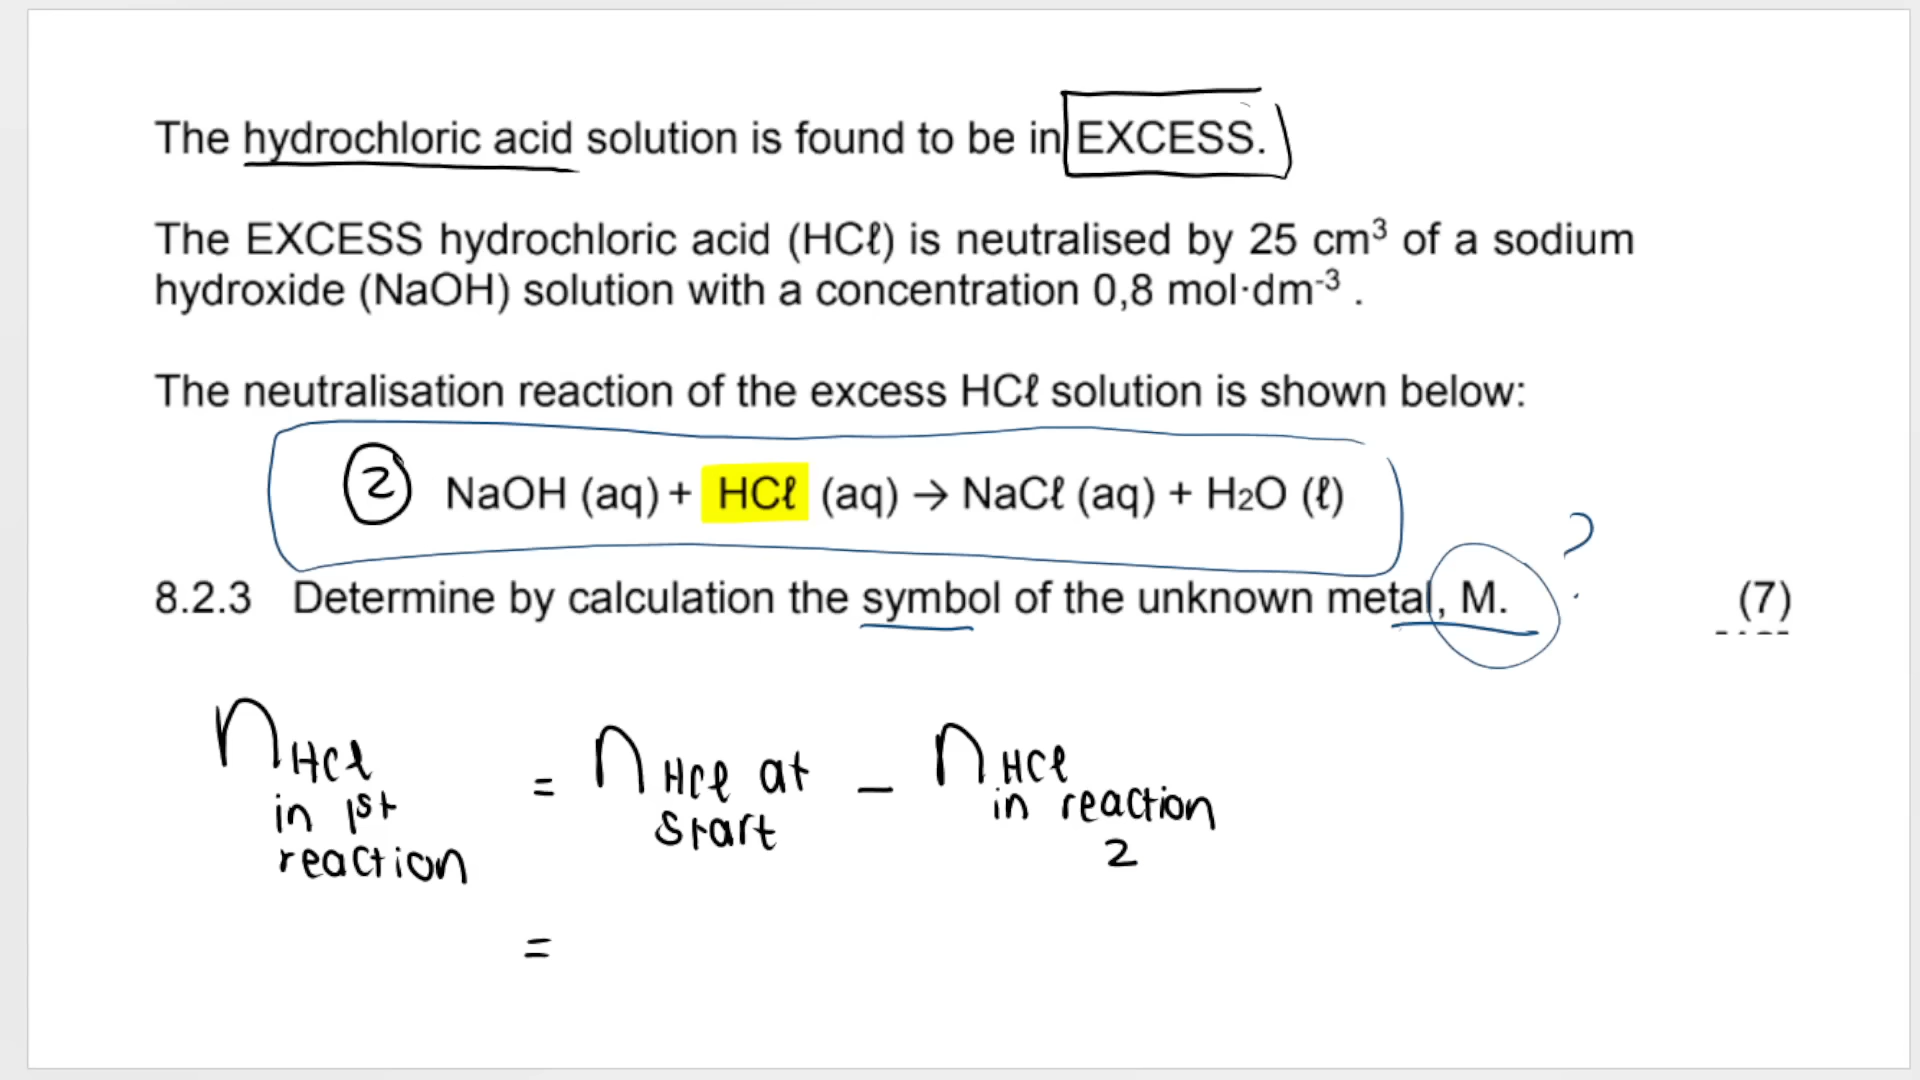 The hydrochloric acid solution is found to be in EXCESS.
The EXCESS hydrochloric acid (HCℓ) is neutralised by 25 cm³ of a sodium
hydroxide (NaOH) solution with a concentration 0,8 mol·dm⁻³ .
The neutralisation reaction of the excess HCℓ solution is shown below:
2 NaOH (aq) + HCℓ (aq) → NaCℓ (aq) + H2O (ℓ)
?
8.2.3 Determine by calculation the symbol of the unknown metal, M. (7)
n HCℓ in 1st reaction = n HCℓ at start - n HCℓ in reaction 2
=